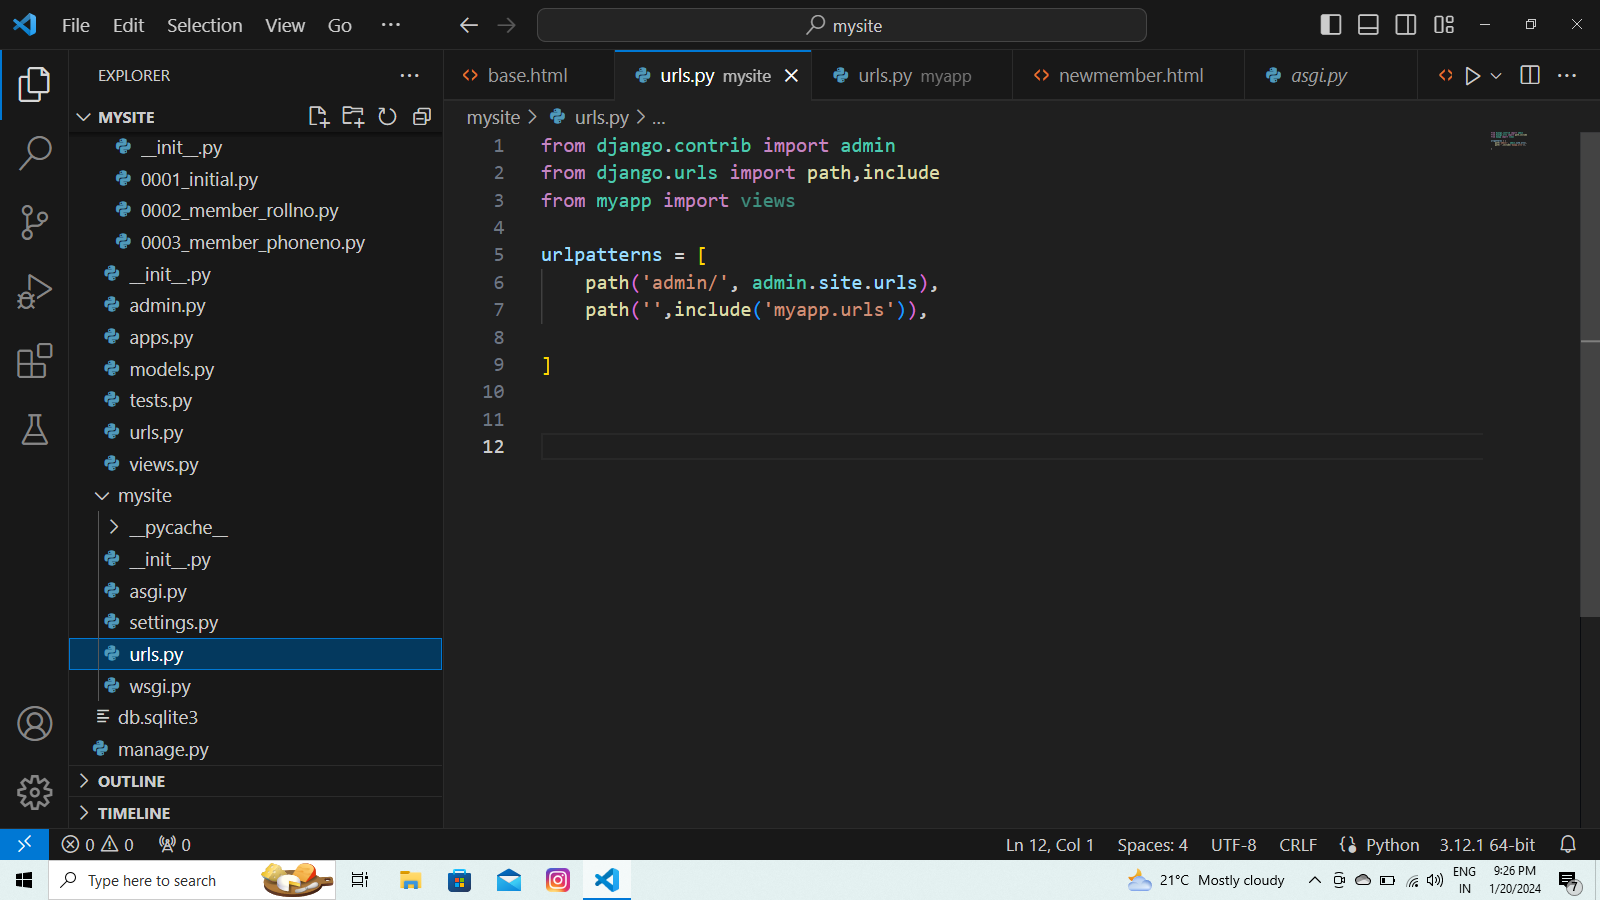 File Edit Selection View Go ···
mysite
EXPLORER ···
MYSITE
__init__.py
0001_initial.py
0002_member_rollno.py
0003_member_phoneno.py
__init__.py
admin.py
apps.py
models.py
tests.py
urls.py
views.py
mysite
__pycache__
__init__.py
asgi.py
settings.py
urls.py
wsgi.py
db.sqlite3
manage.py
OUTLINE
TIMELINE
base.html urls.py mysite urls.py myapp newmember.html asgi.py ···
mysite > urls.py > ...
1 from django.contrib import admin
2 from django.urls import path,include
3 from myapp import views
4
5 urlpatterns = [
6     path('admin/', admin.site.urls),
7     path('',include('myapp.urls')),
8
9 ]
10
11
12
0 0 0 Ln 12, Col 1 Spaces: 4 UTF-8 CRLF Python 3.12.1 64-bit
Type here to search 21°C Mostly cloudy ENG IN 9:26 PM 1/20/2024 7